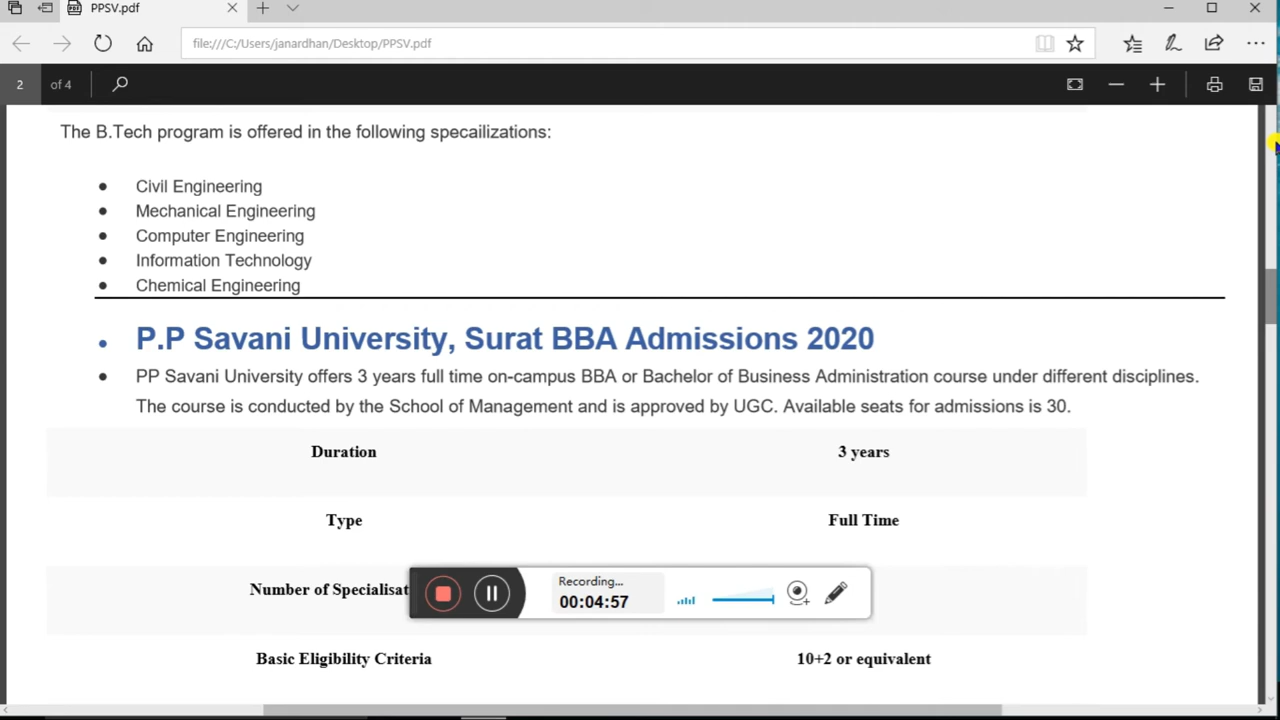 PPSV.pdf
file:///C:/Users/janardhan/Desktop/PPSV.pdf
2 of 4
The B.Tech program is offered in the following specailizations:
Civil Engineering
Mechanical Engineering
Computer Engineering
Information Technology
Chemical Engineering
P.P Savani University, Surat BBA Admissions 2020
PP Savani University offers 3 years full time on-campus BBA or Bachelor of Business Administration course under different disciplines.
The course is conducted by the School of Management and is approved by UGC. Available seats for admissions is 30.
Duration 3 years
Type Full Time
Number of
Recording...
00:04:57
Basic Eligibility Criteria 10+2 or equivalent